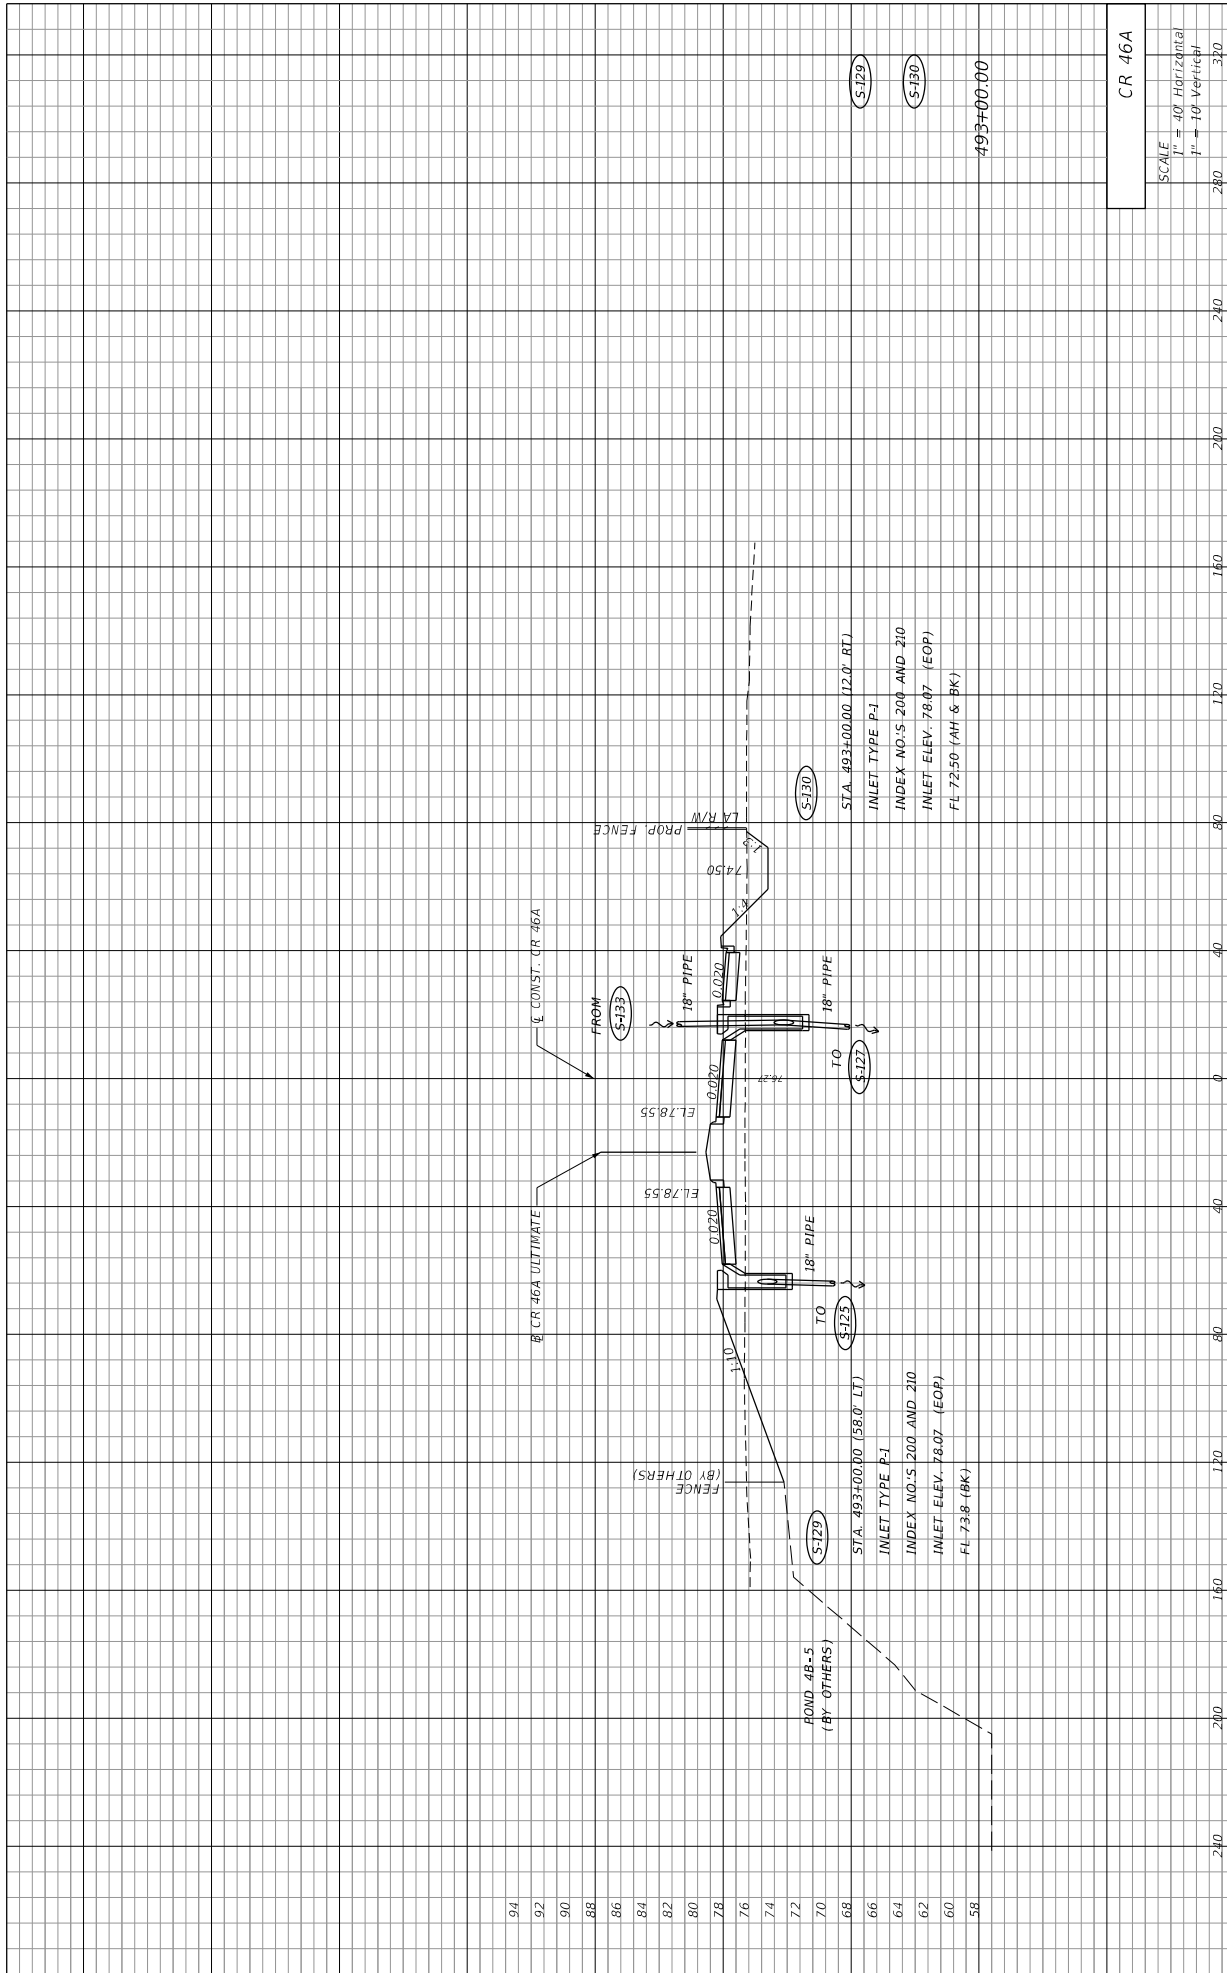 CR 46A
SCALE
1" = 40' Horizontal
1" = 10' Vertical
S-129
S-130
493+00.00
℄ CONST. CR 46A
CR 46A ULTIMATE
FROM
S-133
18" PIPE
PROP. FENCE
LA R/W
EL.78.55
EL.78.55
0.020
0.020
0.020
1:4
74.50
1:3
76.27
18" PIPE
TO
S-127
18" PIPE
TO
S-125
1:10
FENCE
(BY OTHERS)
POND 4B-5
(BY OTHERS)
S-129
STA. 493+00.00 (58.0' LT)
INLET TYPE P-1
INDEX NO.'S 200 AND 210
INLET ELEV. 78.07 (EOP)
FL 73.8 (BK)
S-130
STA. 493+00.00 (12.0' RT)
INLET TYPE P-1
INDEX NO.'S 200 AND 210
INLET ELEV. 78.07 (EOP)
FL 72.50 (AH & BK)
94
92
90
88
86
84
82
80
78
76
74
72
70
68
66
64
62
60
58
240
200
160
120
80
40
0
40
80
120
160
200
240
280
320